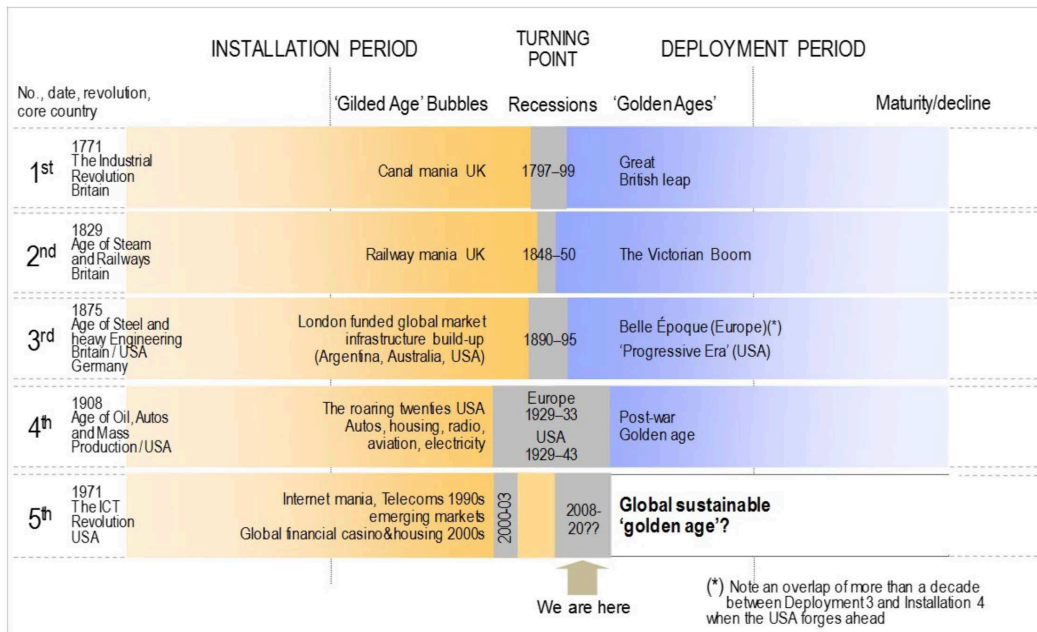 INSTALLATION PERIOD
TURNING
POINT
DEPLOYMENT PERIOD
No., date, revolution,
core country
‘Gilded Age’ Bubbles
Recessions
‘Golden Ages’
Maturity/decline
1st
1771
The Industrial
Revolution
Britain
Canal mania UK
1797–99
Great
British leap
2nd
1829
Age of Steam
and Railways
Britain
Railway mania UK
1848–50
The Victorian Boom
3rd
1875
Age of Steel and
heavy Engineering
Britain / USA
Germany
London funded global market
infrastructure build-up
(Argentina, Australia, USA)
1890–95
Belle Époque (Europe)(*)
‘Progressive Era’ (USA)
4th
1908
Age of Oil, Autos
and Mass
Production / USA
The roaring twenties USA
Autos, housing, radio,
aviation, electricity
Europe
1929–33
USA
1929–43
Post-war
Golden age
5th
1971
The ICT
Revolution
USA
Internet mania, Telecoms 1990s
emerging markets
Global financial casino&housing 2000s
2000-03
2008-
20??
Global sustainable
‘golden age’?
We are here
(*) Note an overlap of more than a decade
between Deployment 3 and Installation 4
when the USA forges ahead